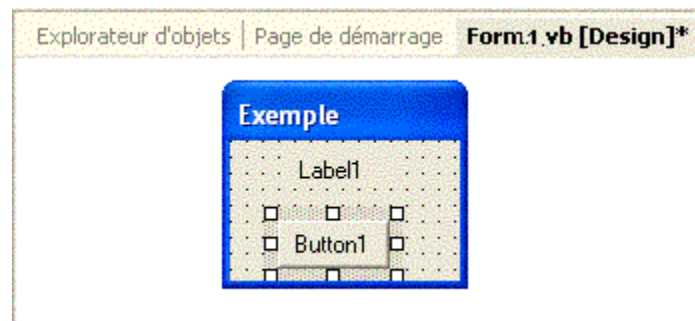 Explorateur d'objets | Page de démarrage Form1.vb [Design]*
Exemple
Label1
Button1